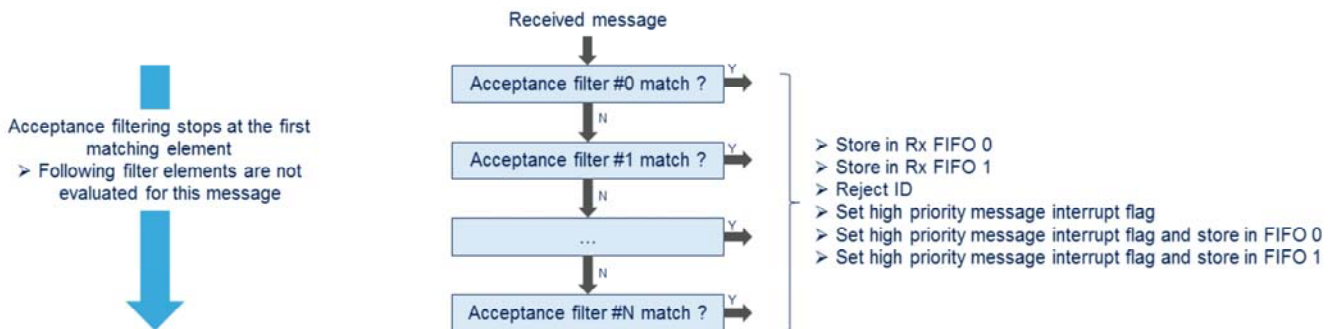 Received message
Acceptance filter #0 match ?
Y
N
Acceptance filtering stops at the first
matching element
➢ Following filter elements are not
evaluated for this message
Acceptance filter #1 match ?
Y
N
...
Y
N
Acceptance filter #N match ?
Y
➢ Store in Rx FIFO 0
➢ Store in Rx FIFO 1
➢ Reject ID
➢ Set high priority message interrupt flag
➢ Set high priority message interrupt flag and store in FIFO 0
➢ Set high priority message interrupt flag and store in FIFO 1